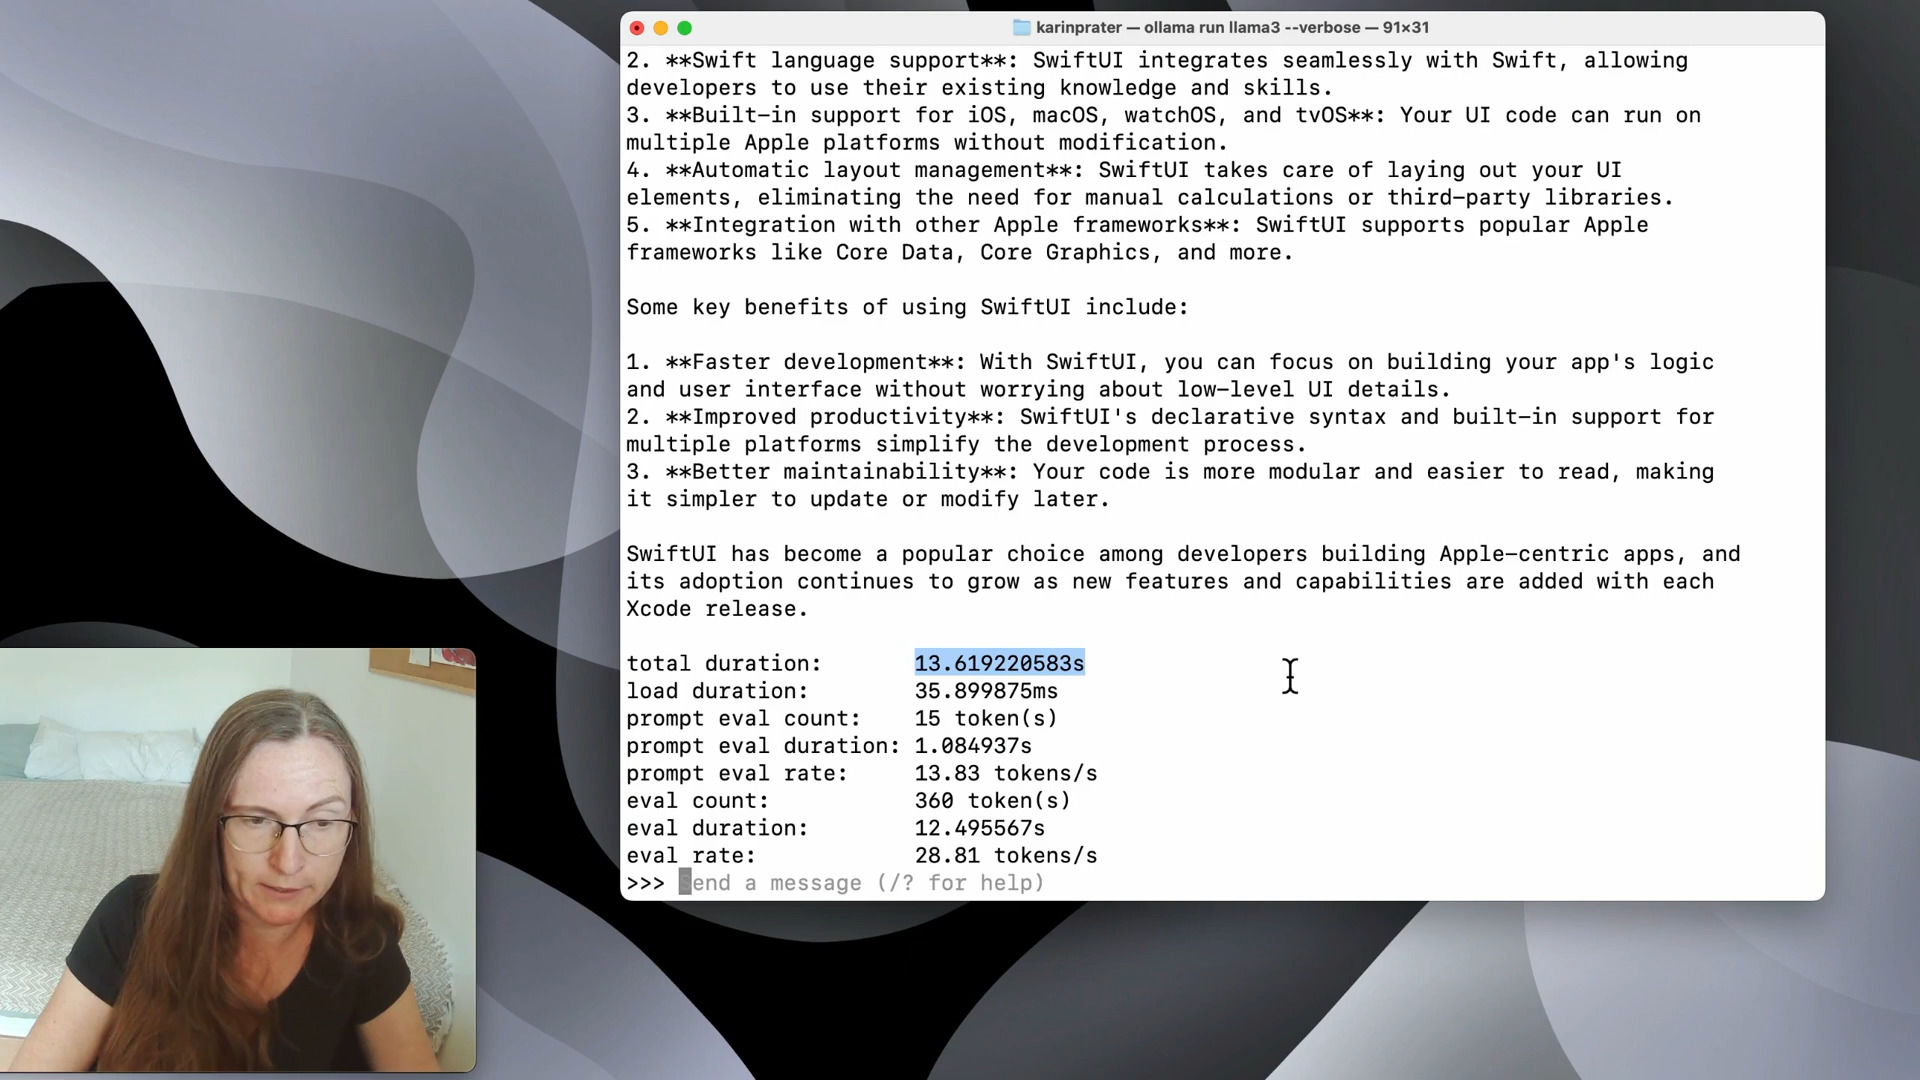 karinprater — ollama run llama3 --verbose — 91×31
2. **Swift language support**: SwiftUI integrates seamlessly with Swift, allowing
developers to use their existing knowledge and skills.
3. **Built-in support for iOS, macOS, watchOS, and tvOS**: Your UI code can run on
multiple Apple platforms without modification.
4. **Automatic layout management**: SwiftUI takes care of laying out your UI
elements, eliminating the need for manual calculations or third-party libraries.
5. **Integration with other Apple frameworks**: SwiftUI supports popular Apple
frameworks like Core Data, Core Graphics, and more.
Some key benefits of using SwiftUI include:
1. **Faster development**: With SwiftUI, you can focus on building your app's logic
and user interface without worrying about low-level UI details.
2. **Improved productivity**: SwiftUI's declarative syntax and built-in support for
multiple platforms simplify the development process.
3. **Better maintainability**: Your code is more modular and easier to read, making
it simpler to update or modify later.
SwiftUI has become a popular choice among developers building Apple-centric apps, and
its adoption continues to grow as new features and capabilities are added with each
Xcode release.
total duration: 13.619220583s
load duration: 35.899875ms
prompt eval count: 15 token(s)
prompt eval duration: 1.084937s
prompt eval rate: 13.83 tokens/s
eval count: 360 token(s)
eval duration: 12.495567s
eval rate: 28.81 tokens/s
>>> Send a message (/? for help)